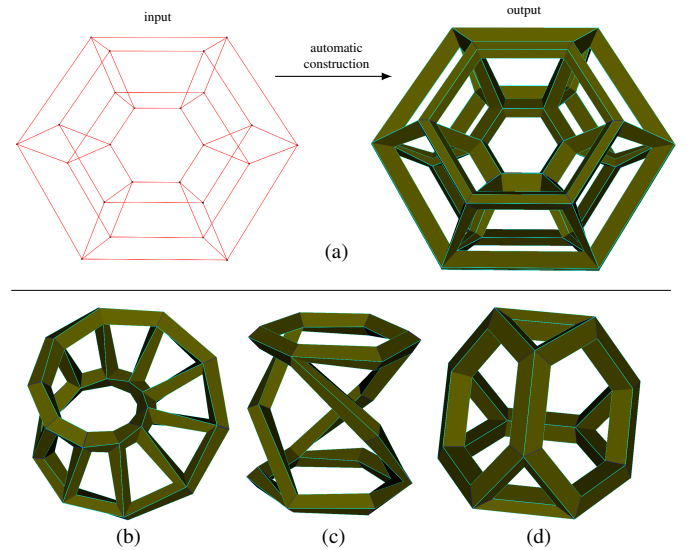 input
automatic
construction
output
(a)
(b)
(c)
(d)